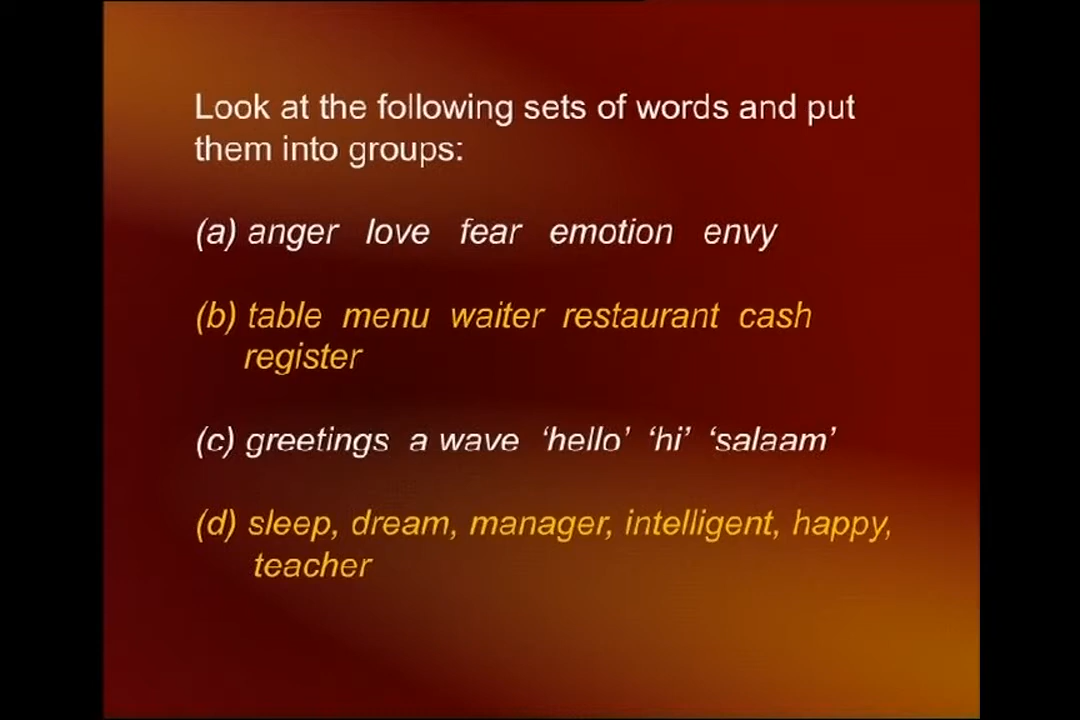 Look at the following sets of words and put
them into groups:
(a) anger love fear emotion envy
(b) table menu waiter restaurant cash
register
(c) greetings a wave ‘hello’ ‘hi’ ‘salaam’
(d) sleep, dream, manager, intelligent, happy,
teacher